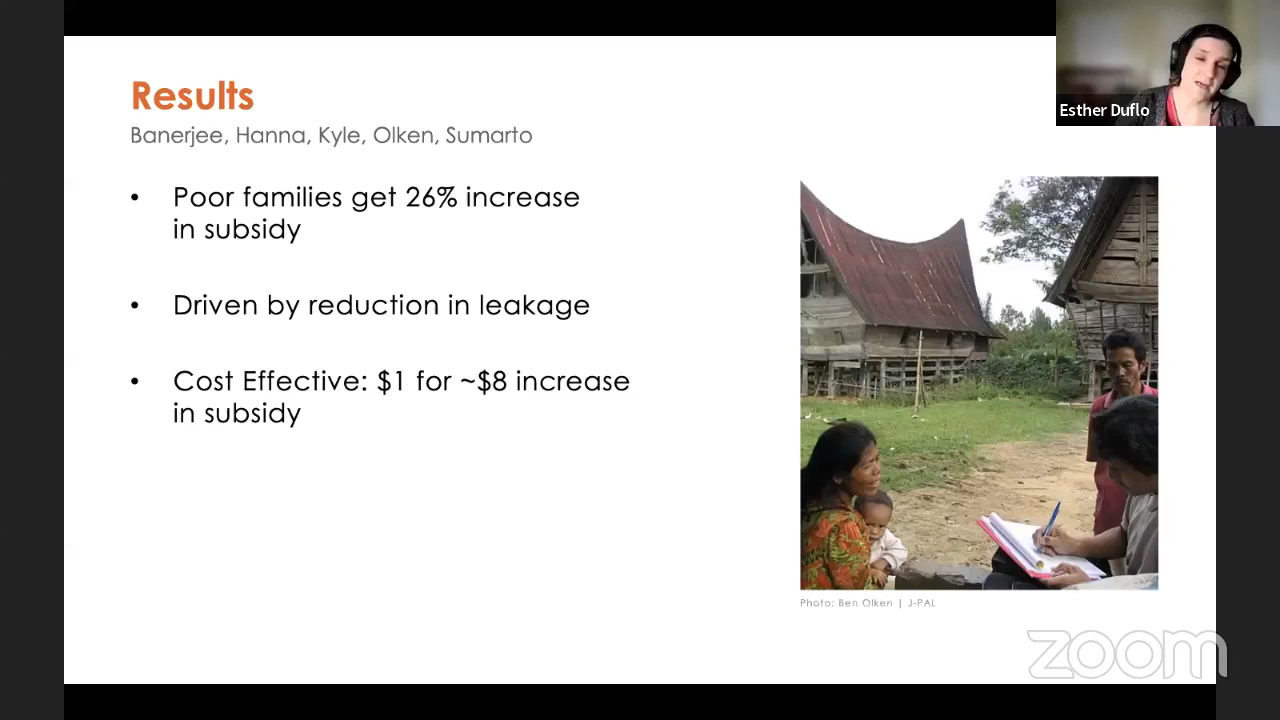 Results
Banerjee, Hanna, Kyle, Olken, Sumarto
• Poor families get 26% increase
in subsidy
• Driven by reduction in leakage
• Cost Effective: $1 for ~$8 increase
in subsidy
Esther Duflo
Photo: Ben Olken | J-PAL
zoom